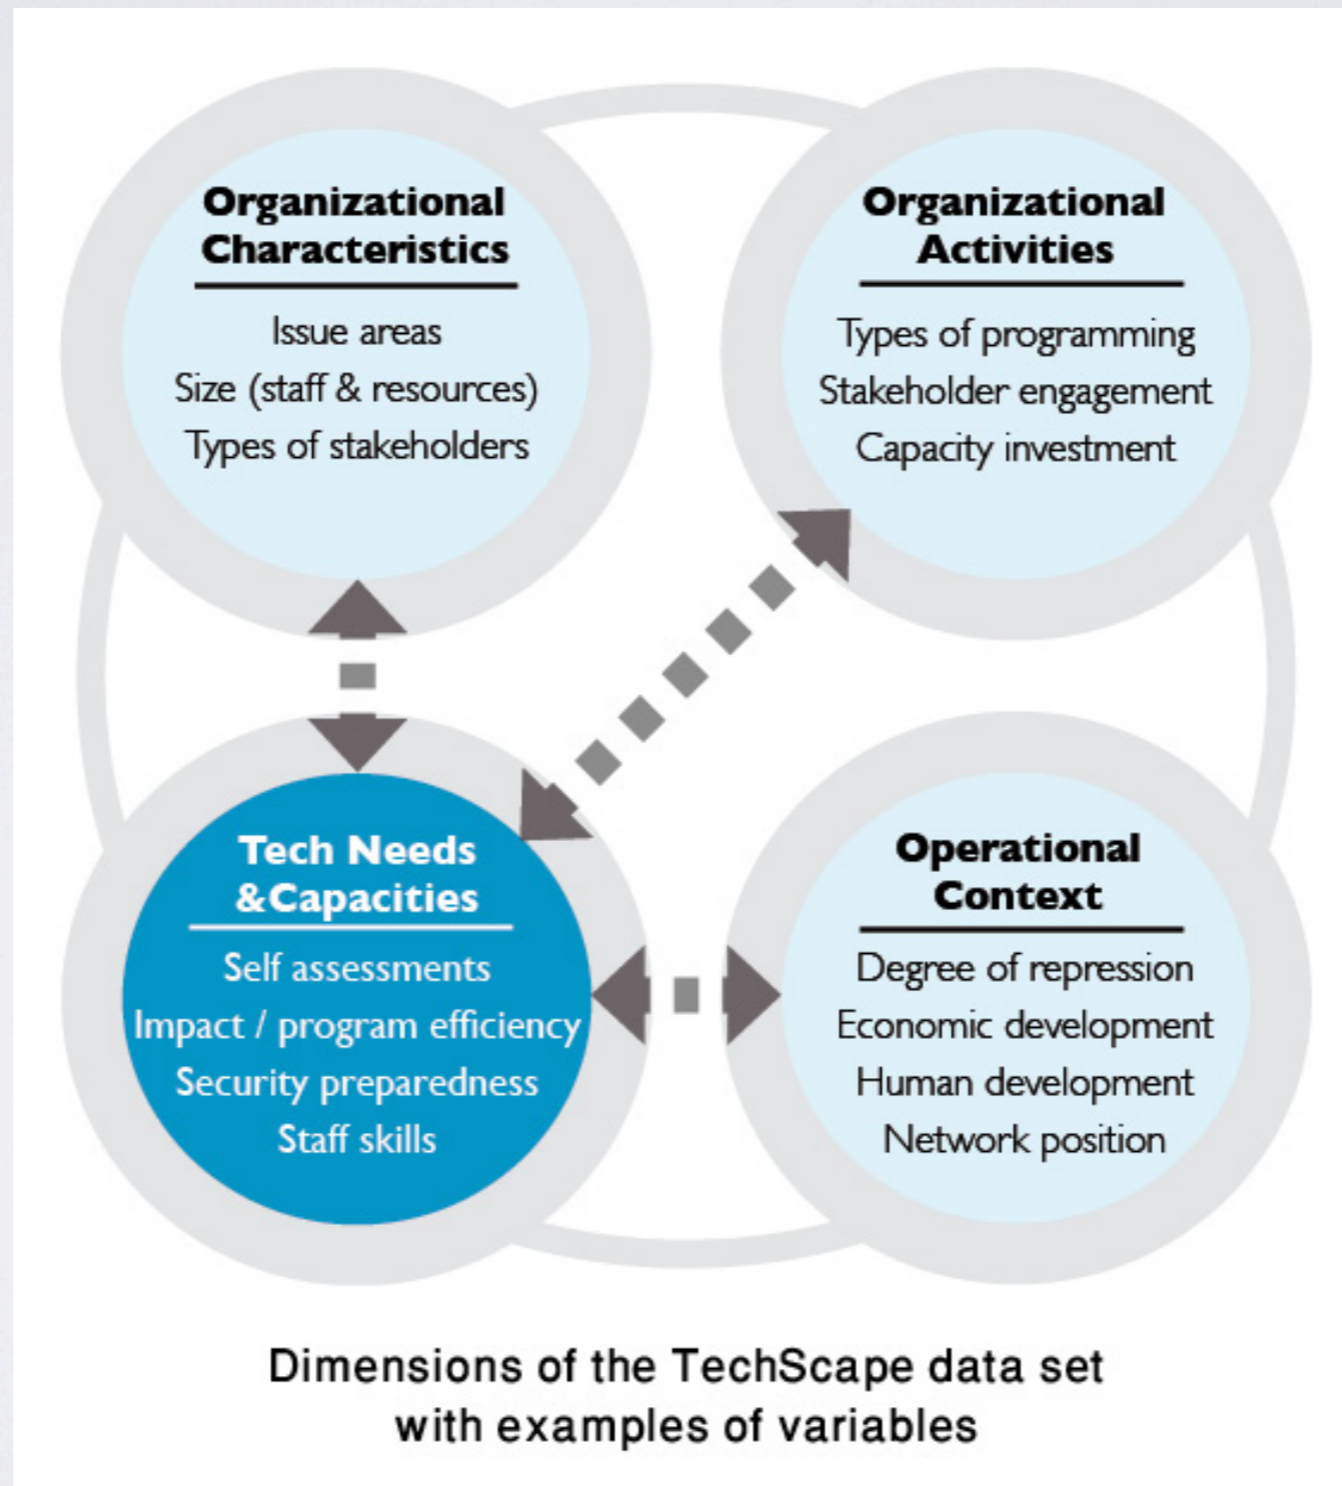 Organizational
Characteristics
Issue areas
Size (staff & resources)
Types of stakeholders
Organizational
Activities
Types of programming
Stakeholder engagement
Capacity investment
Tech Needs
&Capacities
Self assessments
Impact / program efficiency
Security preparedness
Staff skills
Operational
Context
Degree of repression
Economic development
Human development
Network position
Dimensions of the TechScape data set
with examples of variables